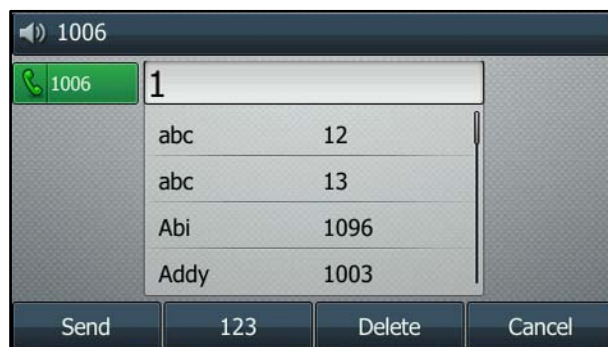 1006
1006 1
abc 12
abc 13
Abi 1096
Addy 1003
Send 123 Delete Cancel